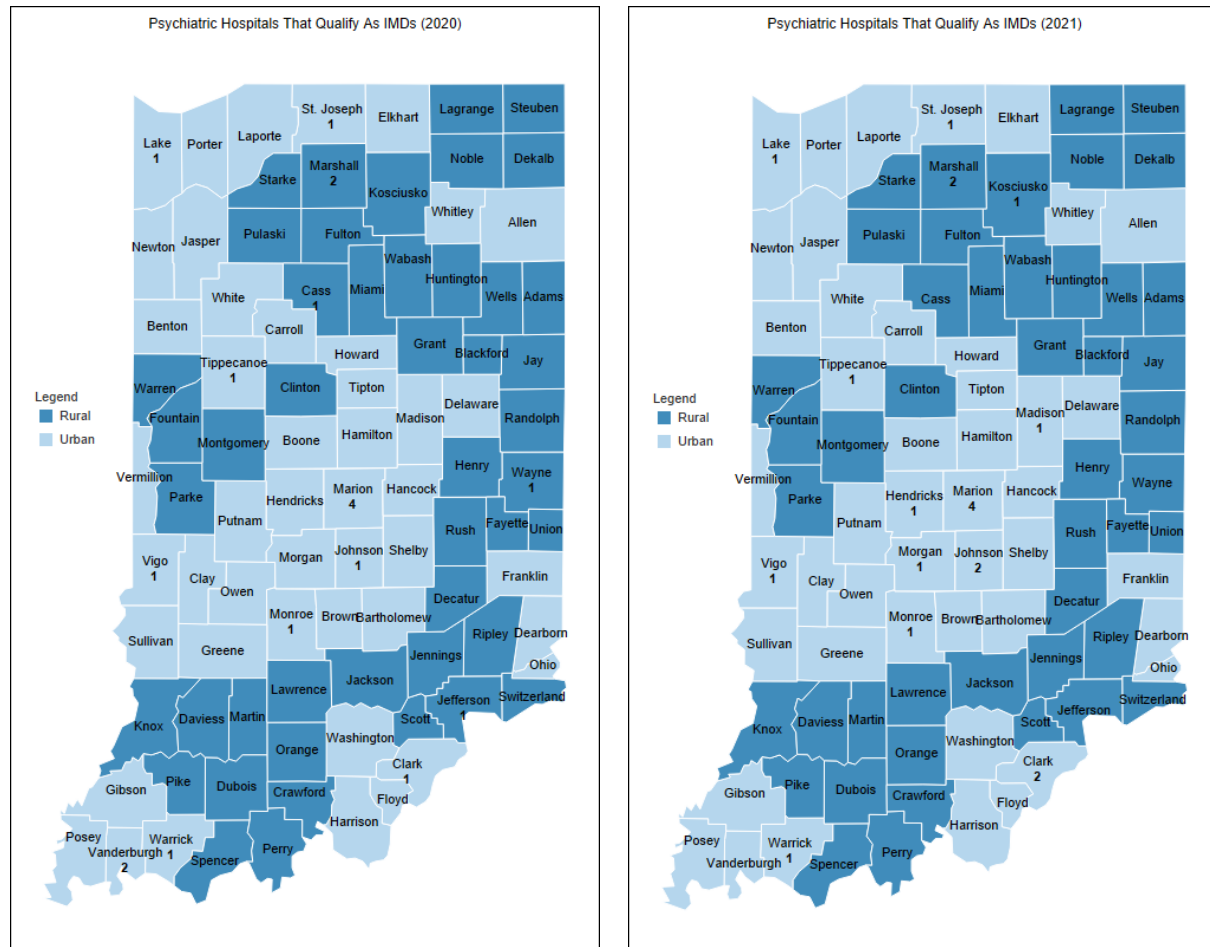 Psychiatric Hospitals That Qualify As IMDs (2020)
St. Joseph
1
Elkhart
Lagrange
Steuben
Lake
1
Porter
Laporte
Noble
Dekalb
Starke
Marshall
2
Kosciusko
Whitley
Allen
Newton
Jasper
Pulaski
Fulton
Wabash
Huntington
White
Cass
1
Miami
Wells
Adams
Benton
Carroll
Grant
Blackford
Jay
Tippecanoe
1
Howard
Warren
Clinton
Tipton
Legend
Rural
Urban
Fountain
Montgomery
Boone
Hamilton
Madison
Delaware
Randolph
Vermillion
Parke
Henry
Wayne
1
Hendricks
Marion
4
Hancock
Putnam
Rush
Fayette
Union
Vigo
1
Clay
Owen
Morgan
Johnson
1
Shelby
Franklin
Decatur
Sullivan
Greene
Monroe
1
Brown
Bartholomew
Ripley
Dearborn
Jennings
Ohio
Lawrence
Jackson
Jefferson
1
Switzerland
Knox
Daviess
Martin
Scott
Orange
Washington
Clark
1
Gibson
Pike
Dubois
Crawford
Floyd
Harrison
Posey
Vanderburgh
2
Warrick
1
Spencer
Perry
Psychiatric Hospitals That Qualify As IMDs (2021)
St. Joseph
1
Elkhart
Lagrange
Steuben
Lake
1
Porter
Laporte
Noble
Dekalb
Starke
Marshall
2
Kosciusko
1
Whitley
Allen
Newton
Jasper
Pulaski
Fulton
Wabash
Huntington
White
Cass
Miami
Wells
Adams
Benton
Carroll
Grant
Blackford
Jay
Tippecanoe
1
Howard
Warren
Clinton
Tipton
Legend
Rural
Urban
Fountain
Montgomery
Boone
Hamilton
Madison
1
Delaware
Randolph
Vermillion
Parke
Henry
Wayne
Hendricks
1
Marion
4
Hancock
Putnam
Rush
Fayette
Union
Vigo
1
Clay
Owen
Morgan
1
Johnson
2
Shelby
Franklin
Decatur
Sullivan
Greene
Monroe
1
Brown
Bartholomew
Ripley
Dearborn
Jennings
Ohio
Lawrence
Jackson
Jefferson
Switzerland
Knox
Daviess
Martin
Scott
Orange
Washington
Clark
2
Gibson
Pike
Dubois
Crawford
Floyd
Harrison
Posey
Vanderburgh
Warrick
1
Spencer
Perry